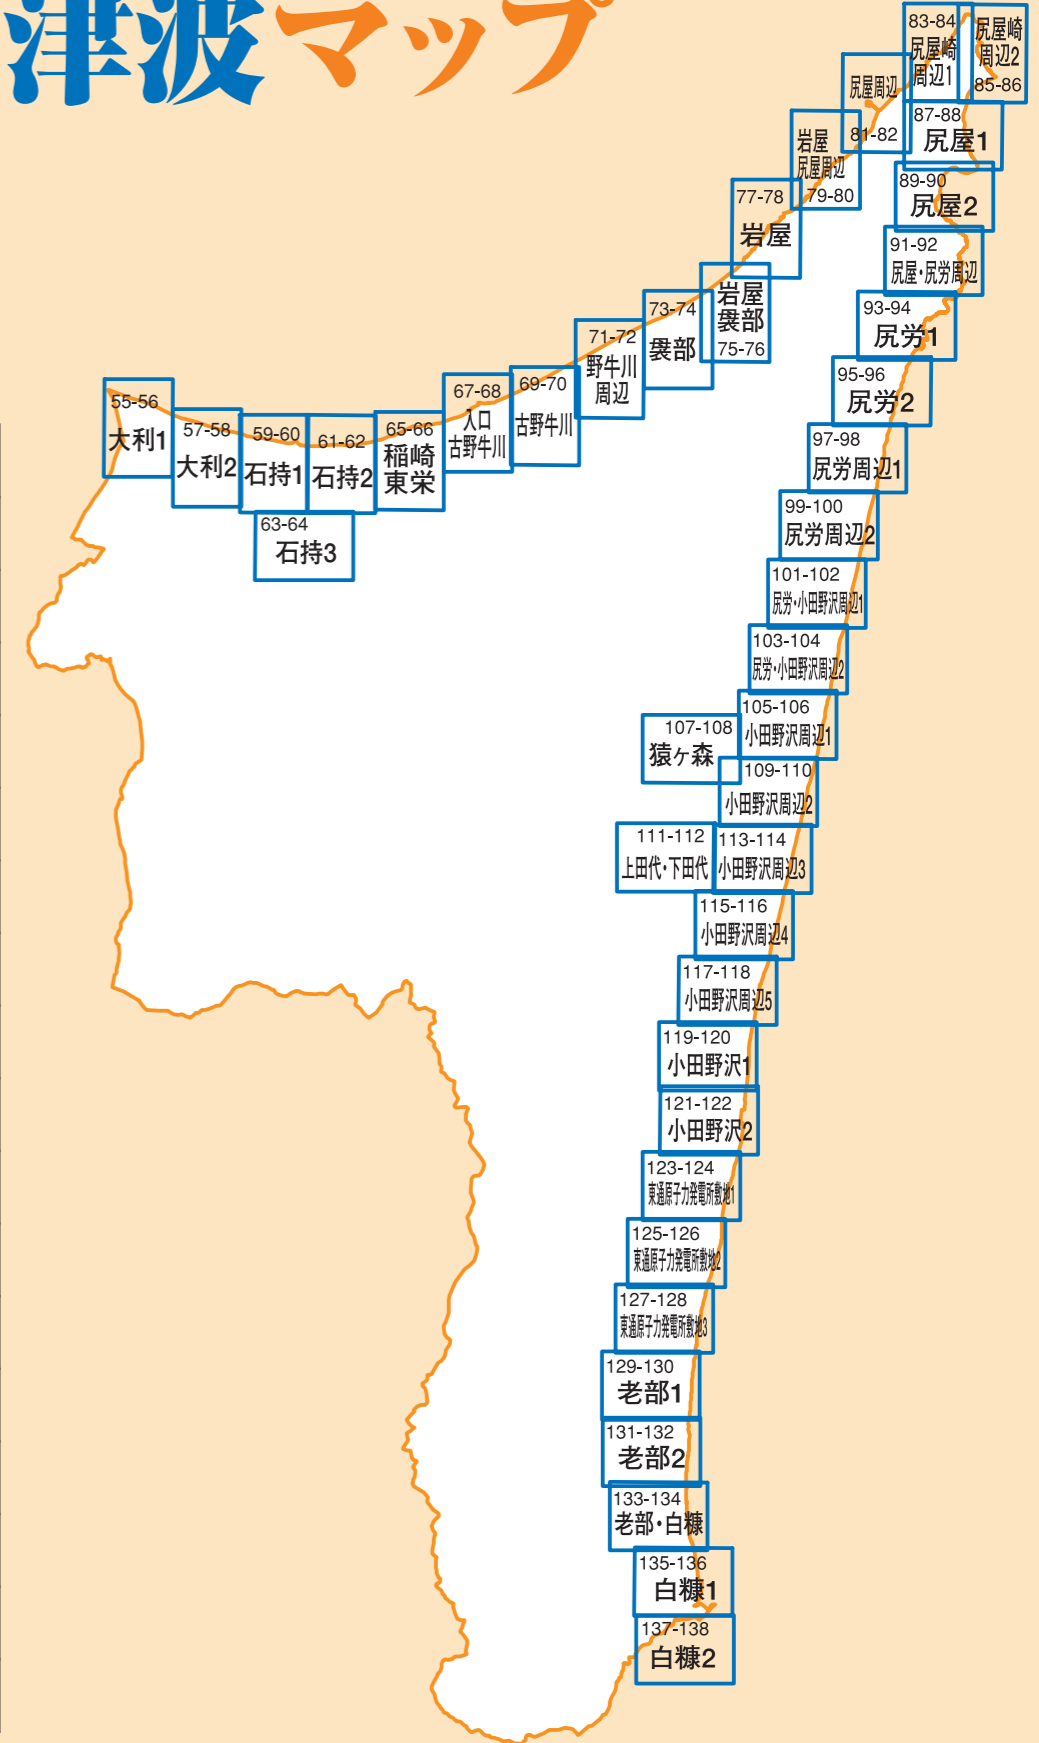 津波マップ
55-56
大利1
57-58
大利2
59-60
石持1
61-62
石持2
63-64
石持3
65-66
稲崎
東栄
67-68
入口
古野牛川
69-70
古野牛川
71-72
野牛川
周辺
73-74
袰部
岩屋
袰部
75-76
77-78
岩屋
岩屋
尻屋周辺
79-80
尻屋周辺
81-82
83-84
尻屋崎
周辺1
尻屋崎
周辺2
85-86
87-88
尻屋1
89-90
尻屋2
91-92
尻屋・尻労周辺
93-94
尻労1
95-96
尻労2
97-98
尻労周辺1
99-100
尻労周辺2
101-102
尻労・小田野沢周辺1
103-104
尻労・小田野沢周辺2
105-106
小田野沢周辺1
107-108
猿ヶ森
109-110
小田野沢周辺2
111-112
上田代・下田代
113-114
小田野沢周辺3
115-116
小田野沢周辺4
117-118
小田野沢周辺5
119-120
小田野沢1
121-122
小田野沢2
123-124
東通原子力発電所敷地1
125-126
東通原子力発電所敷地2
127-128
東通原子力発電所敷地3
129-130
老部1
131-132
老部2
133-134
老部・白糠
135-136
白糠1
137-138
白糠2